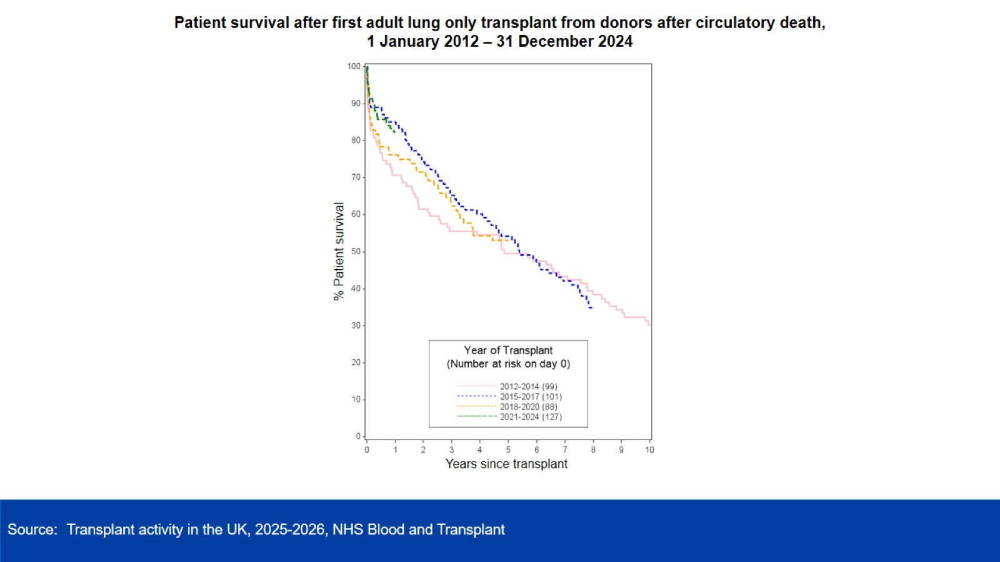 Patient survival after first adult lung only transplant from donors after circulatory death,
1 January 2012 – 31 December 2024
100
90
80
70
60
50
40
30
20
10
0
% Patient survival
Year of Transplant
(Number at risk on day 0)
2012-2014 (99)
2015-2017 (101)
2018-2020 (88)
2021-2024 (127)
0 1 2 3 4 5 6 7 8 9 10
Years since transplant
Source: Transplant activity in the UK, 2025-2026, NHS Blood and Transplant